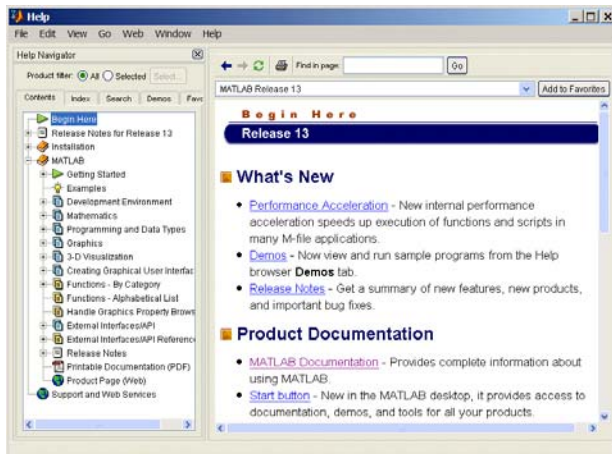 Help
File Edit View Go Web Window Help
Help Navigator
Product filter: All Selected Select...
Contents Index Search Demos Favo
Begin Here
Release Notes for Release 13
Installation
MATLAB
Getting Started
Examples
Development Environment
Mathematics
Programming and Data Types
Graphics
3-D Visualization
Creating Graphical User Interfac
Functions - By Category
Functions - Alphabetical List
Handle Graphics Property Brows
External Interfaces/API
External Interfaces/API Reference
Release Notes
Printable Documentation (PDF)
Product Page (Web)
Support and Web Services
Find in page: Go
MATLAB Release 13 Add to Favorites
Begin Here
Release 13
What's New
• Performance Acceleration - New internal performance
acceleration speeds up execution of functions and scripts in
many M-file applications.
• Demos - Now view and run sample programs from the Help
browser Demos tab.
• Release Notes - Get a summary of new features, new products,
and important bug fixes.
Product Documentation
• MATLAB Documentation - Provides complete information about
using MATLAB.
• Start button - New in the MATLAB desktop, it provides access to
documentation, demos, and tools for all your products.